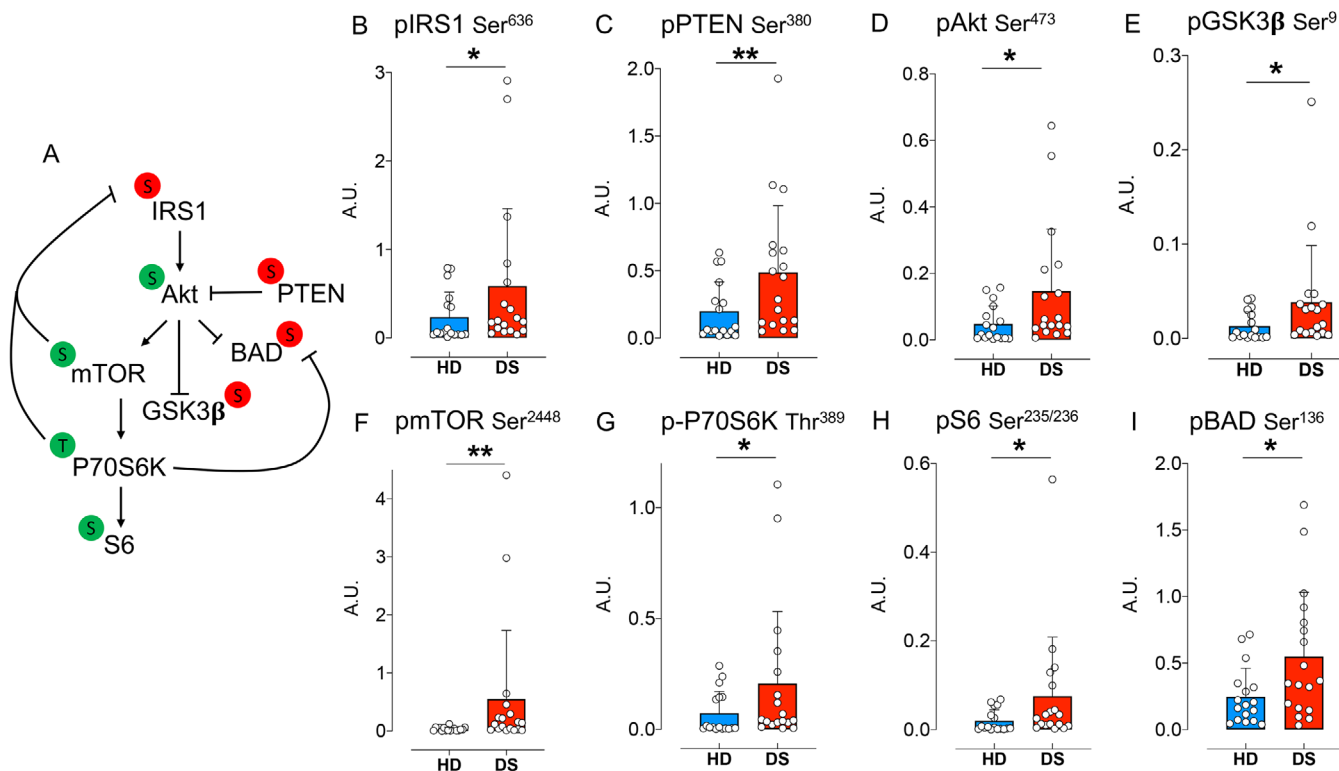 A
S
IRS1
S
Akt
S
PTEN
S
mTOR
BAD
S
GSK3β
S
T
P70S6K
S
S6
B pIRS1 Ser636
*
A.U.
3
2
1
0
HD DS
C pPTEN Ser380
**
A.U.
2.0
1.5
1.0
0.5
0.0
HD DS
D pAkt Ser473
*
A.U.
0.8
0.6
0.4
0.2
0.0
HD DS
E pGSK3β Ser9
*
A.U.
0.3
0.2
0.1
0.0
HD DS
F pmTOR Ser2448
**
A.U.
4
3
2
1
0
HD DS
G p-P70S6K Thr389
*
A.U.
1.0
0.5
0.0
HD DS
H pS6 Ser235/236
*
A.U.
0.6
0.4
0.2
0.0
HD DS
I pBAD Ser136
*
A.U.
2.0
1.5
1.0
0.5
0.0
HD DS